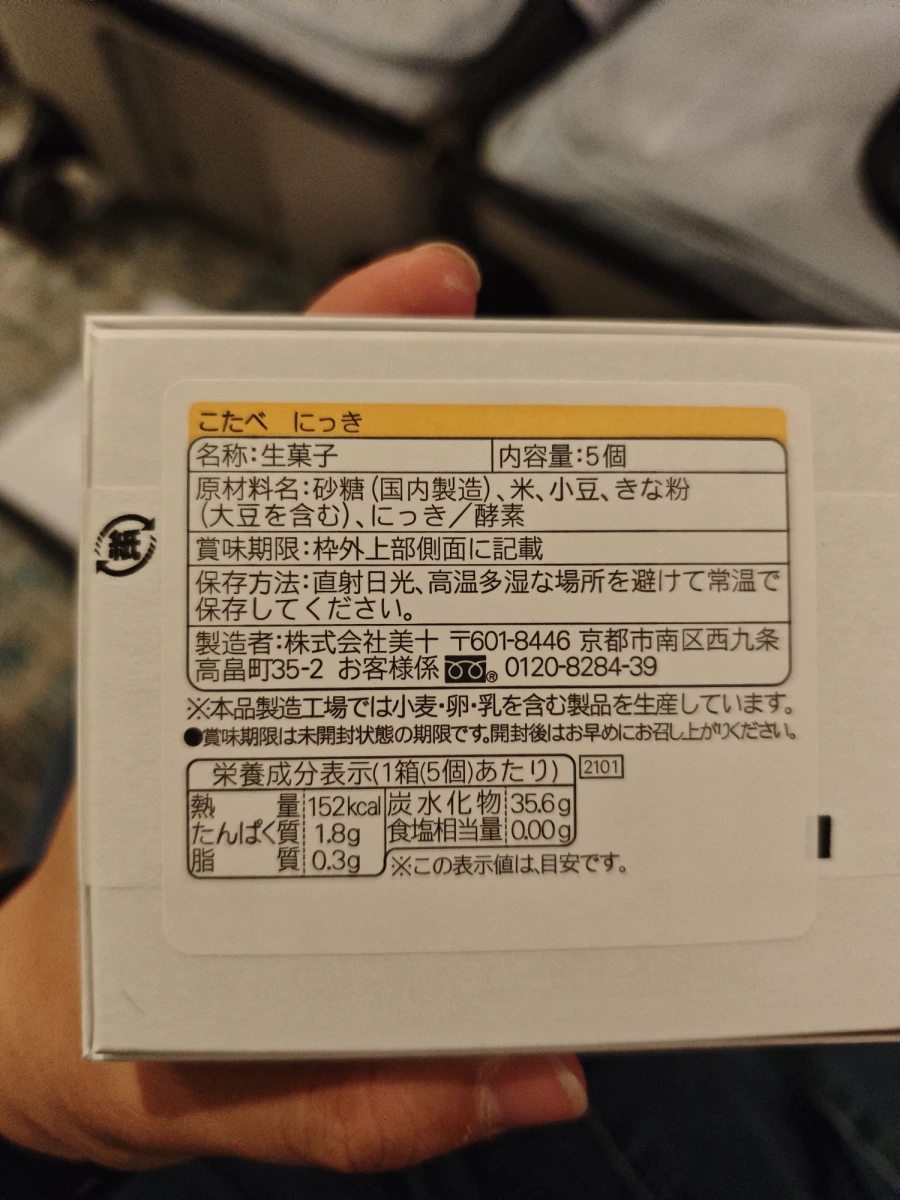 こたべ にっき
名称:生菓子 内容量:5個
原材料名:砂糖(国内製造)、米、小豆、きな粉
(大豆を含む)、にっき/酵素
賞味期限:枠外上部側面に記載
保存方法:直射日光、高温多湿な場所を避けて常温で
保存してください。
製造者:株式会社美十 〒601-8446 京都市南区西九条
高畠町35-2 お客様係 ® 0120-8284-39
※本品製造工場では小麦・卵・乳を含む製品を生産しています。
●賞味期限は未開封状態の期限です。開封後はお早めにお召し上がりください。
栄養成分表示(1箱(5個)あたり) 2101
熱量 152kcal 炭水化物 35.6g
たんぱく質 1.8g 食塩相当量 0.00g
脂質 0.3g ※この表示値は、目安です。
紙